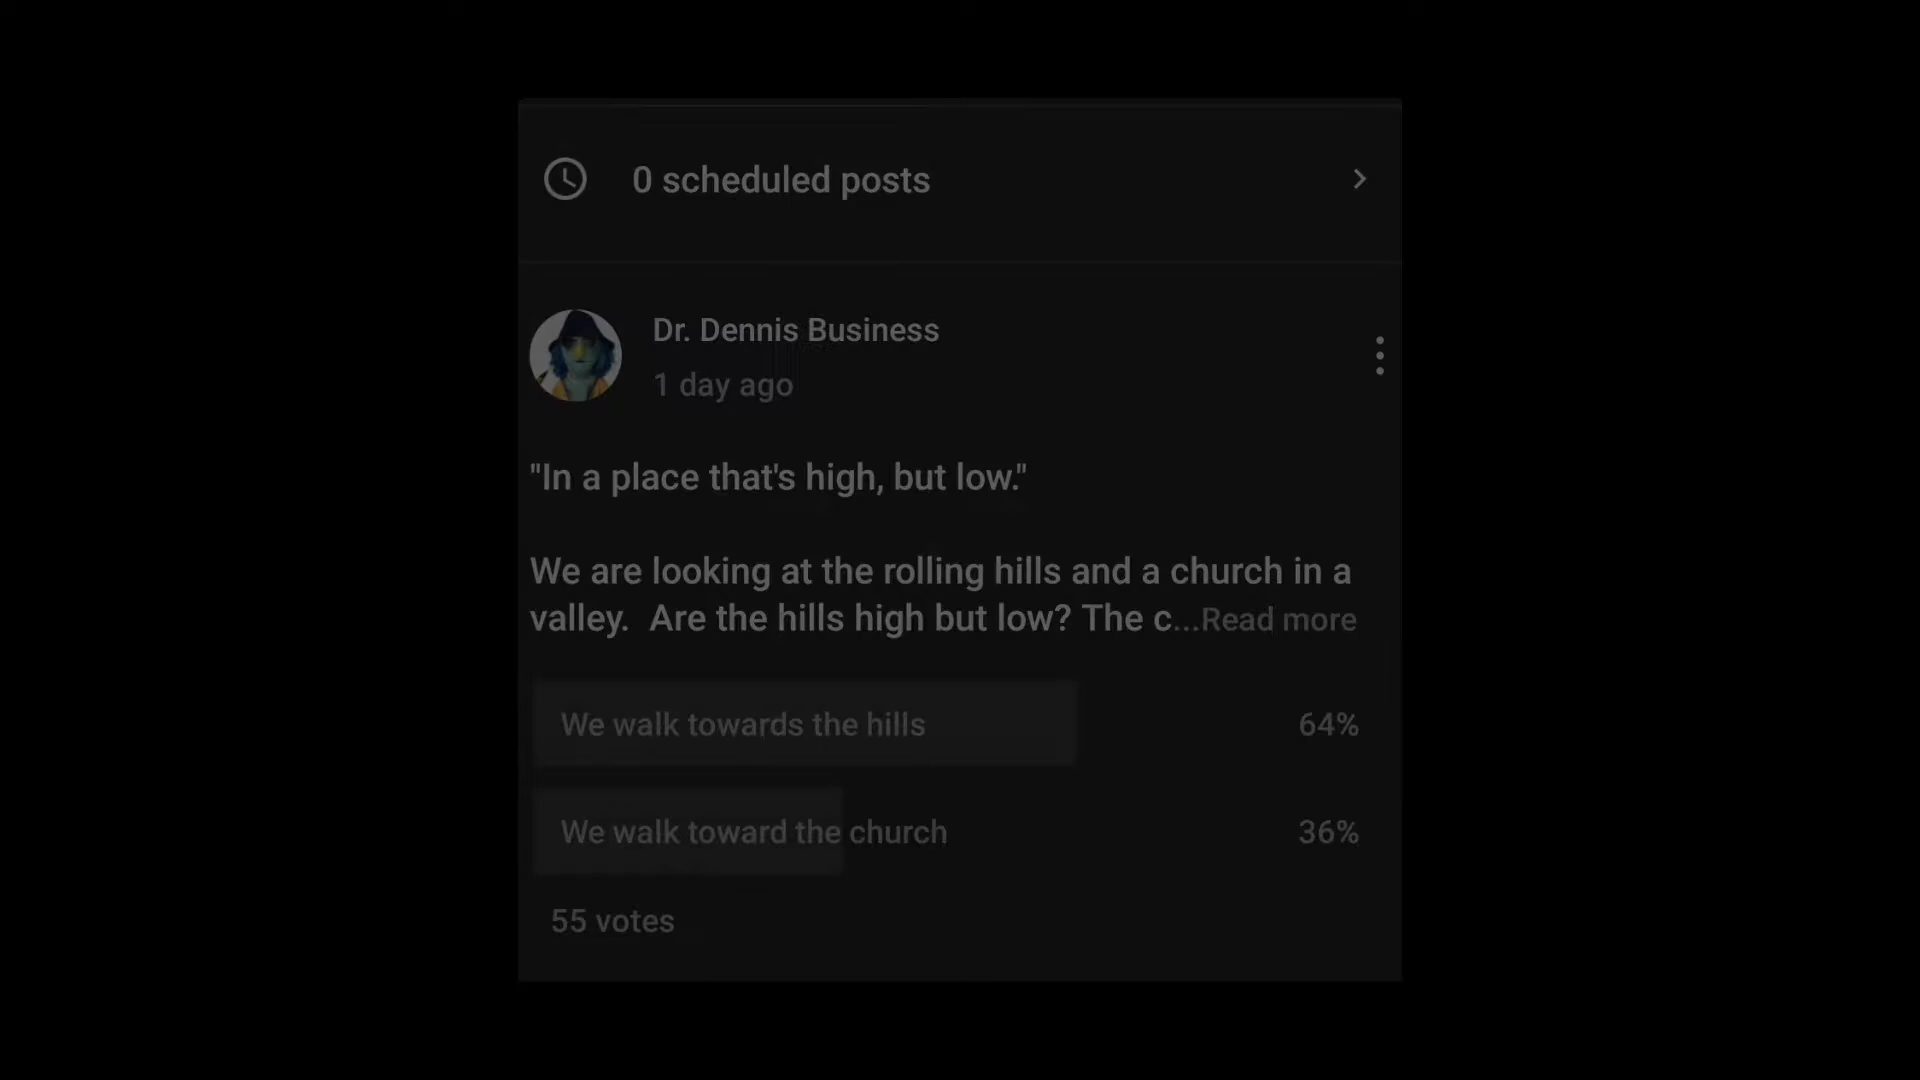 0 scheduled posts
Dr. Dennis Business
1 day ago
"In a place that's high, but low."
We are looking at the rolling hills and a church in a
valley.  Are the hills high but low? The c...Read more
We walk towards the hills 64%
We walk toward the church 36%
55 votes